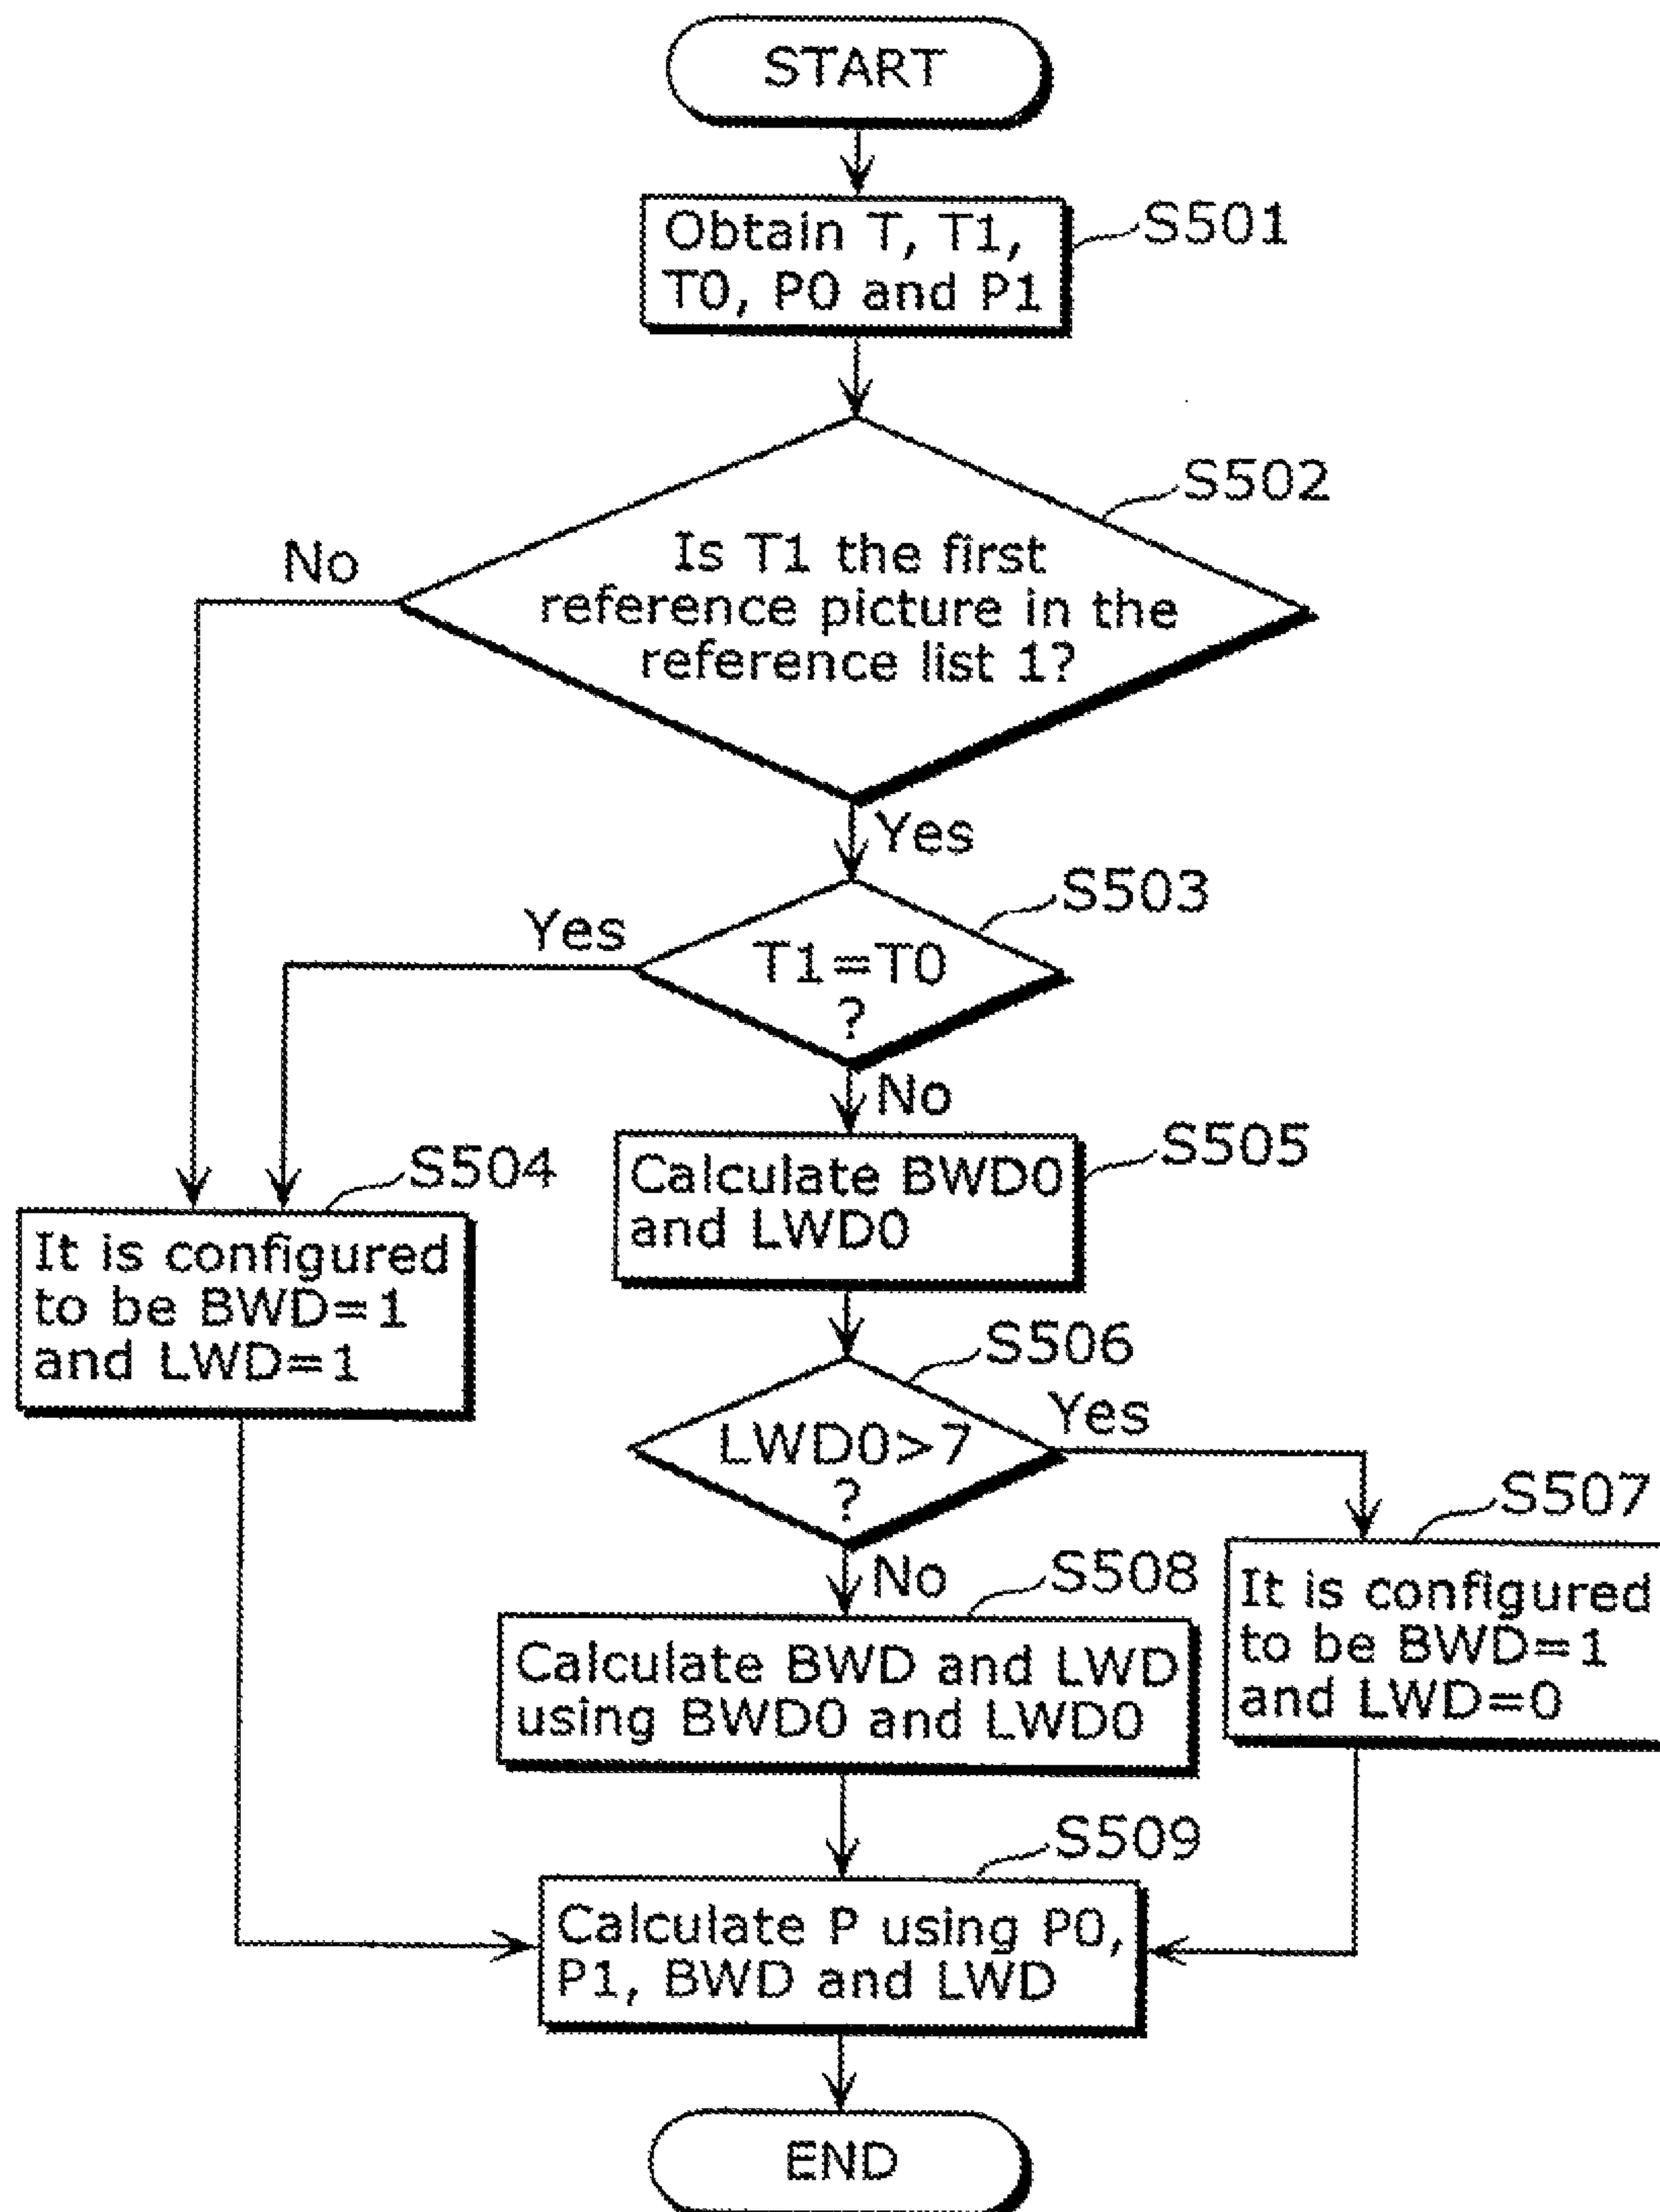 START
Obtain T, T1,
T0, P0 and P1
S501
S502
Is T1 the first
reference picture in the
reference list 1?
No
Yes
S503
T1=T0
?
Yes
No
S504
It is configured
to be BWD=1
and LWD=1
S505
Calculate BWD0
and LWD0
S506
LWD0>7
?
Yes
No
S507
It is configured
to be BWD=1
and LWD=0
S508
Calculate BWD and LWD
using BWD0 and LWD0
S509
Calculate P using P0,
P1, BWD and LWD
END